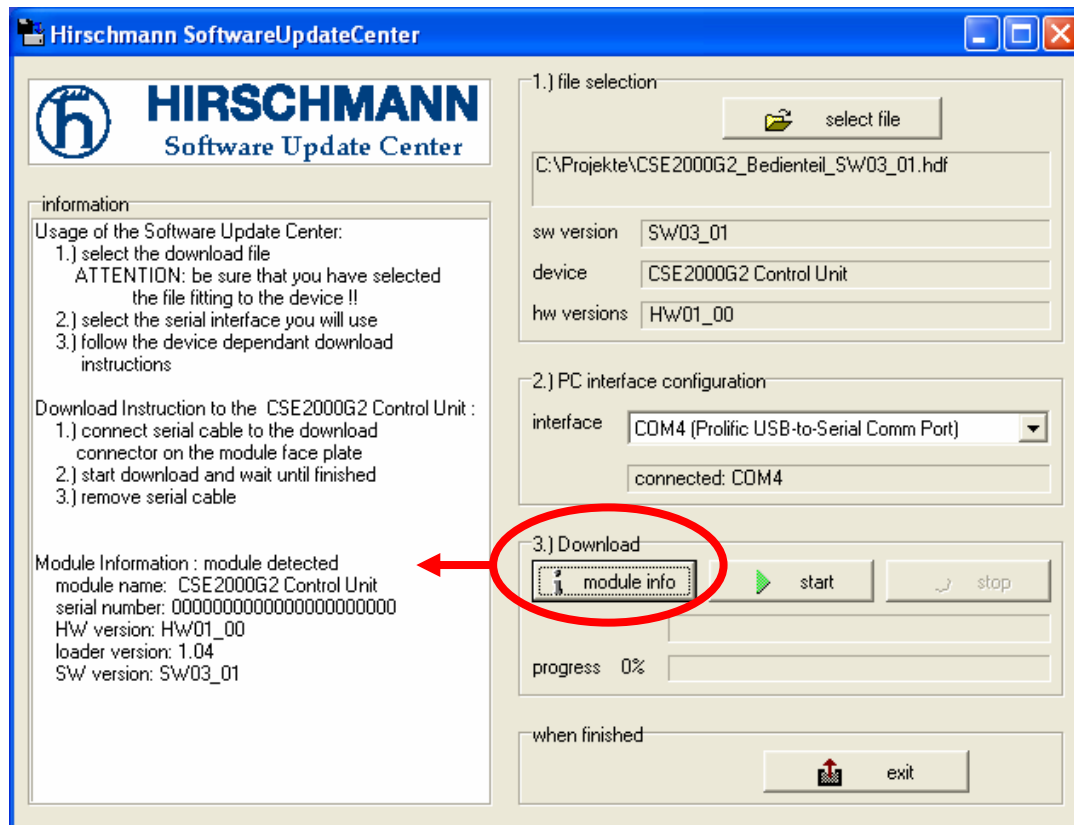 Hirschmann SoftwareUpdateCenter
HIRSCHMANN
Software Update Center
information
Usage of the Software Update Center:
1.) select the download file
ATTENTION: be sure that you have selected
the file fitting to the device !!
2.) select the serial interface you will use
3.) follow the device dependant download
instructions
Download Instruction to the  CSE2000G2 Control Unit :
1.) connect serial cable to the download
connector on the module face plate
2.) start download and wait until finished
3.) remove serial cable
Module Information : module detected
module name:  CSE2000G2 Control Unit
serial number: 00000000000000000000000
HW version: HW01_00
loader version: 1.04
SW version: SW03_01
1.) file selection
select file
C:\Projekte\CSE2000G2_Bedienteil_SW03_01.hdf
sw version SW03_01
device CSE2000G2 Control Unit
hw versions HW01_00
2.) PC interface configuration
interface COM4 (Prolific USB-to-Serial Comm Port)
connected: COM4
3.) Download
module info start stop
progress 0%
when finished
exit